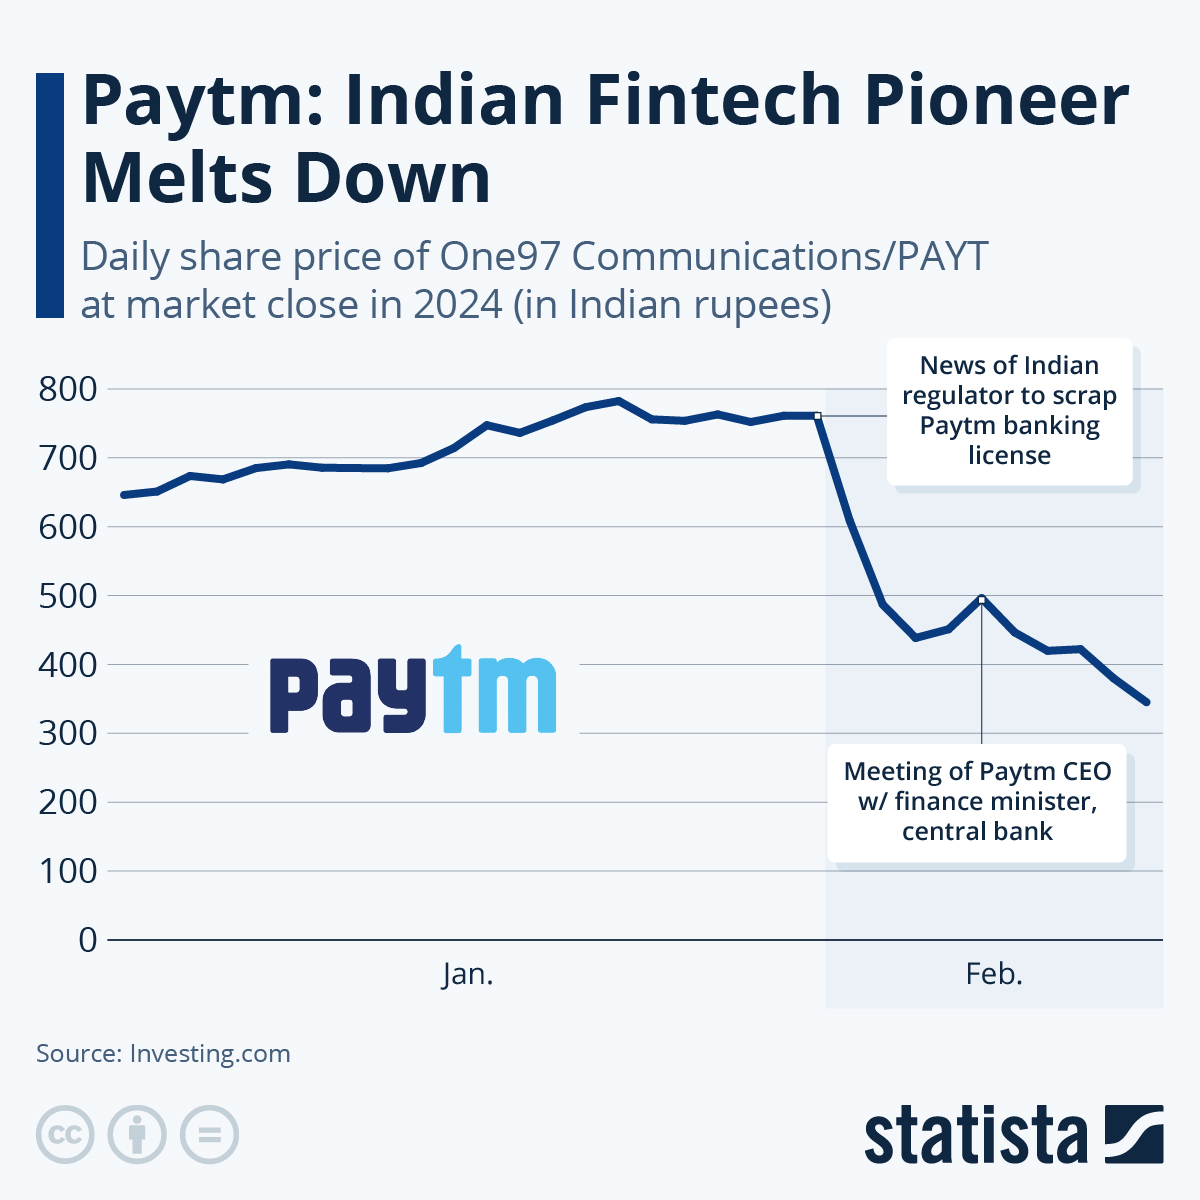 Paytm: Indian Fintech Pioneer
Melts Down
Daily share price of One97 Communications/PAYT
at market close in 2024 (in Indian rupees)
News of Indian
regulator to scrap
Paytm banking
license
800
700
600
500
400
300
200
100
0
paytm
Meeting of Paytm CEO
w/ finance minister,
central bank
Jan.
Feb.
Source: Investing.com
cc
statista